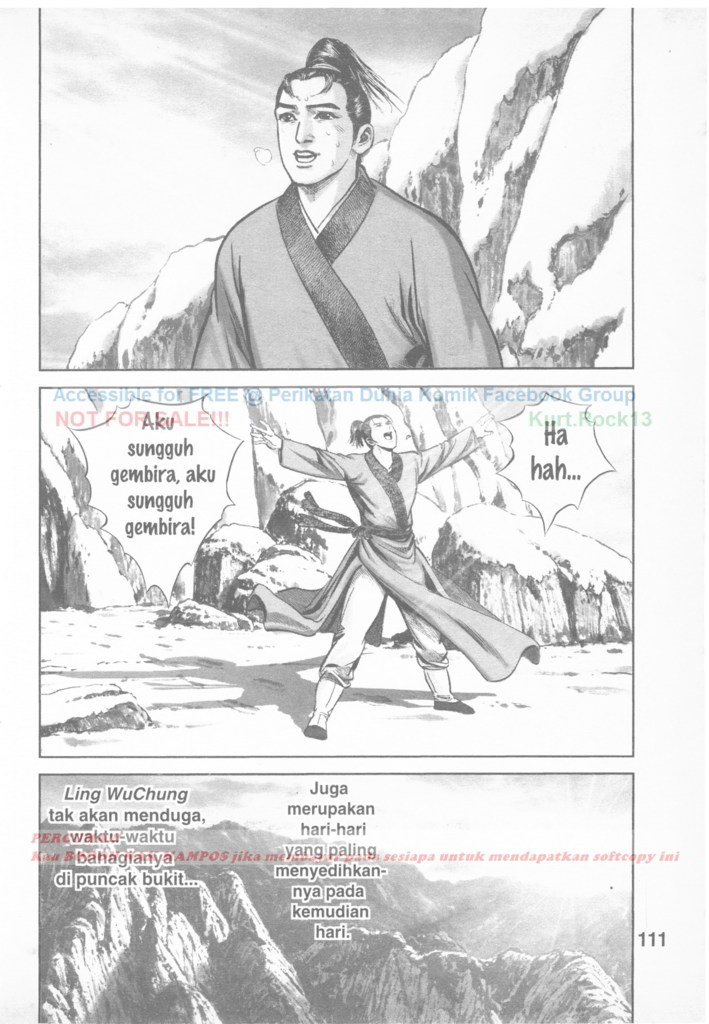 Accessible for FREE @ Perikatan Dunia Komik Facebook Group
NOT FOR SALE!!!
Kurt.Rock13
Aku
sungguh
gembira, aku
sungguh
gembira!
Ha
hah...
Ling WuChung
tak akan menduga,
waktu-waktu
bahagianya
di puncak bukit...
Juga
merupakan
hari-hari
yang paling
menyedihkan-
nya pada
kemudian
hari.
jika
sesiapa untuk mendapatkan softcopy ini
111